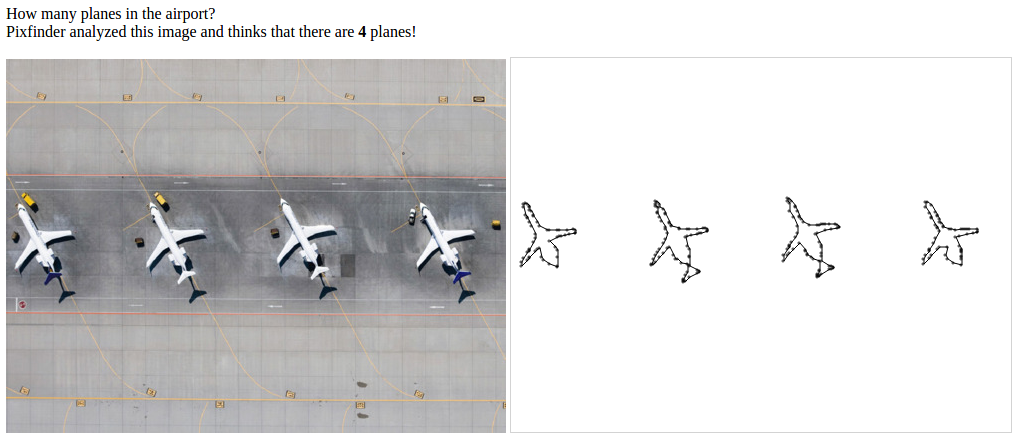 How many planes in the airport?
Pixfinder analyzed this image and thinks that there are 4 planes!